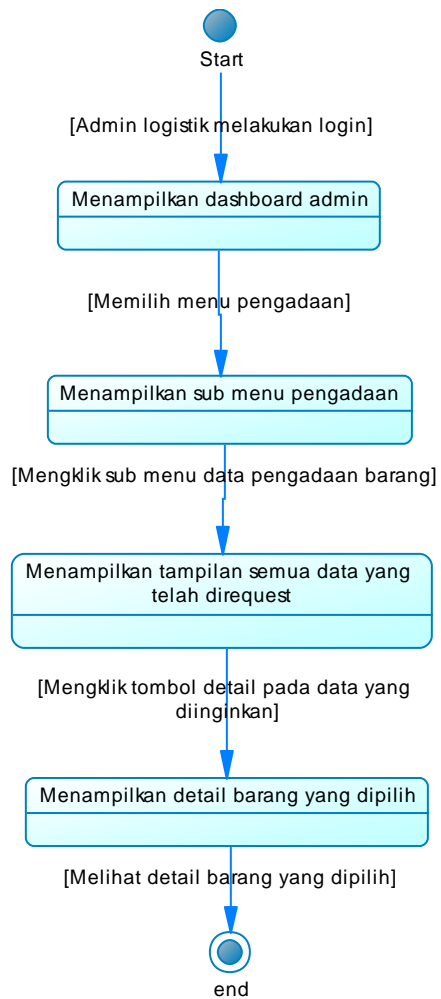 Start
[Admin logistik melakukan login]
Menampilkan dashboard admin
[Memilih menu pengadaan]
Menampilkan sub menu pengadaan
[Mengklik sub menu data pengadaan barang]
Menampilkan tampilan semua data yang
telah direquest
[Mengklik tombol detail pada data yang
diinginkan]
Menampilkan detail barang yang dipilih
[Melihat detail barang yang dipilih]
end